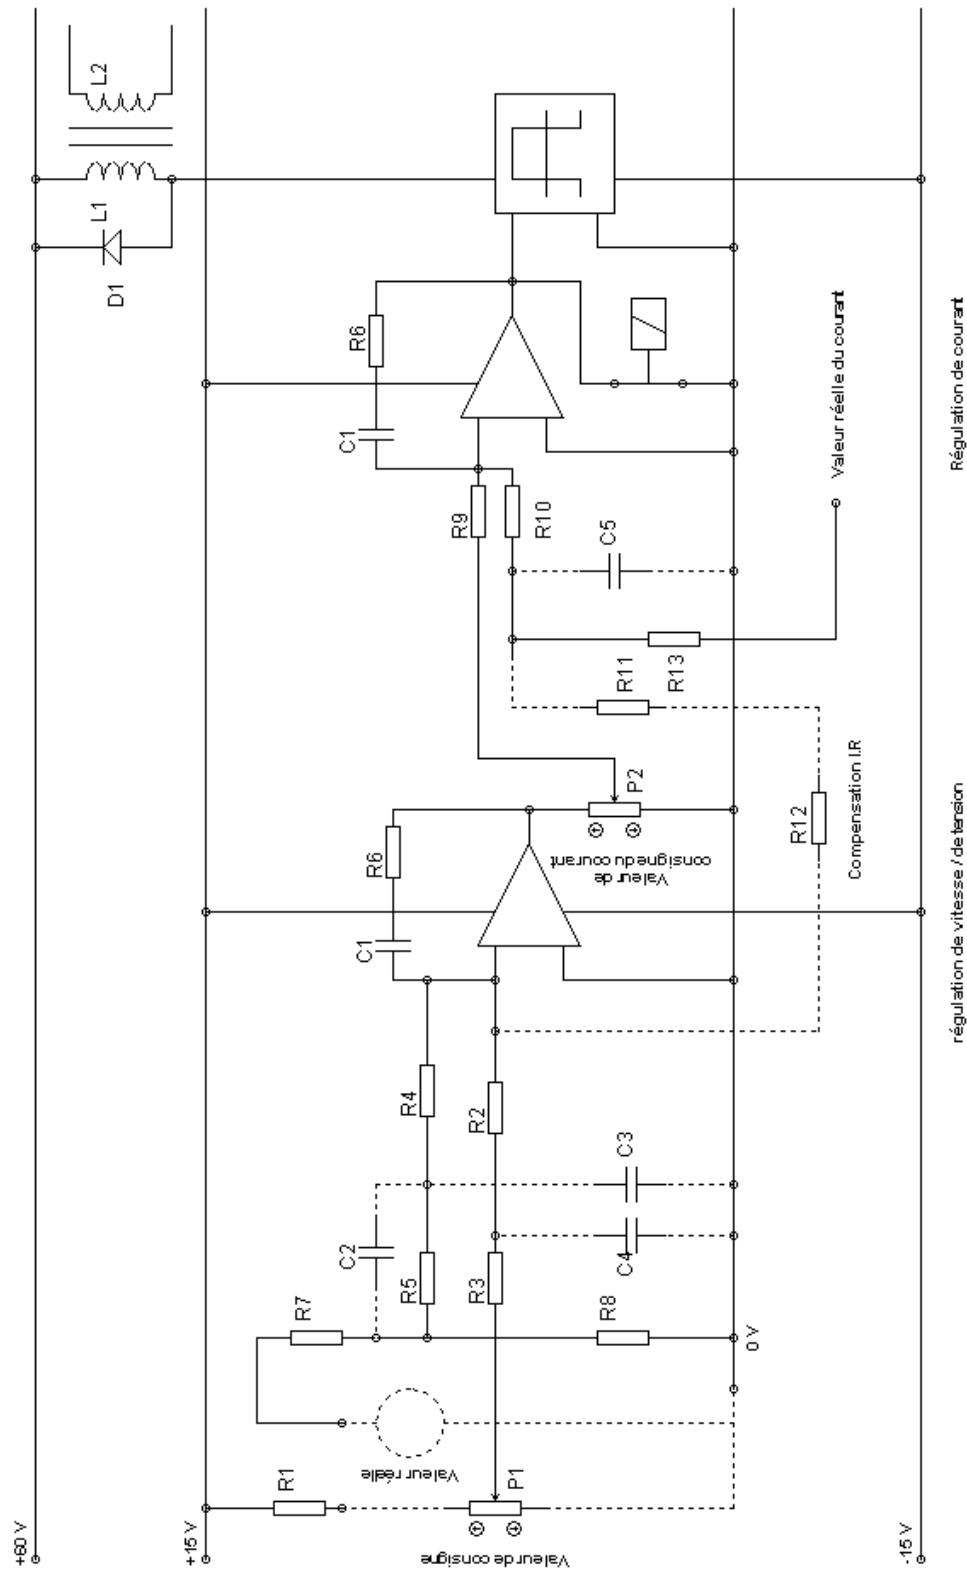 +60 V
+15 V
-15 V
0 V
Valeur de consigne
R1
P1
Valeur réelle
R7
R8
C2
R5
R3
C4
C3
R4
R2
C1
R6
Valeur de
consigne du courant
P2
R12
Compensation I.R
R11
R13
C5
R9
R10
C1
R6
Valeur réelle du courant
D1
L1
L2
régulation de vitesse / de tension
Régulation de courant